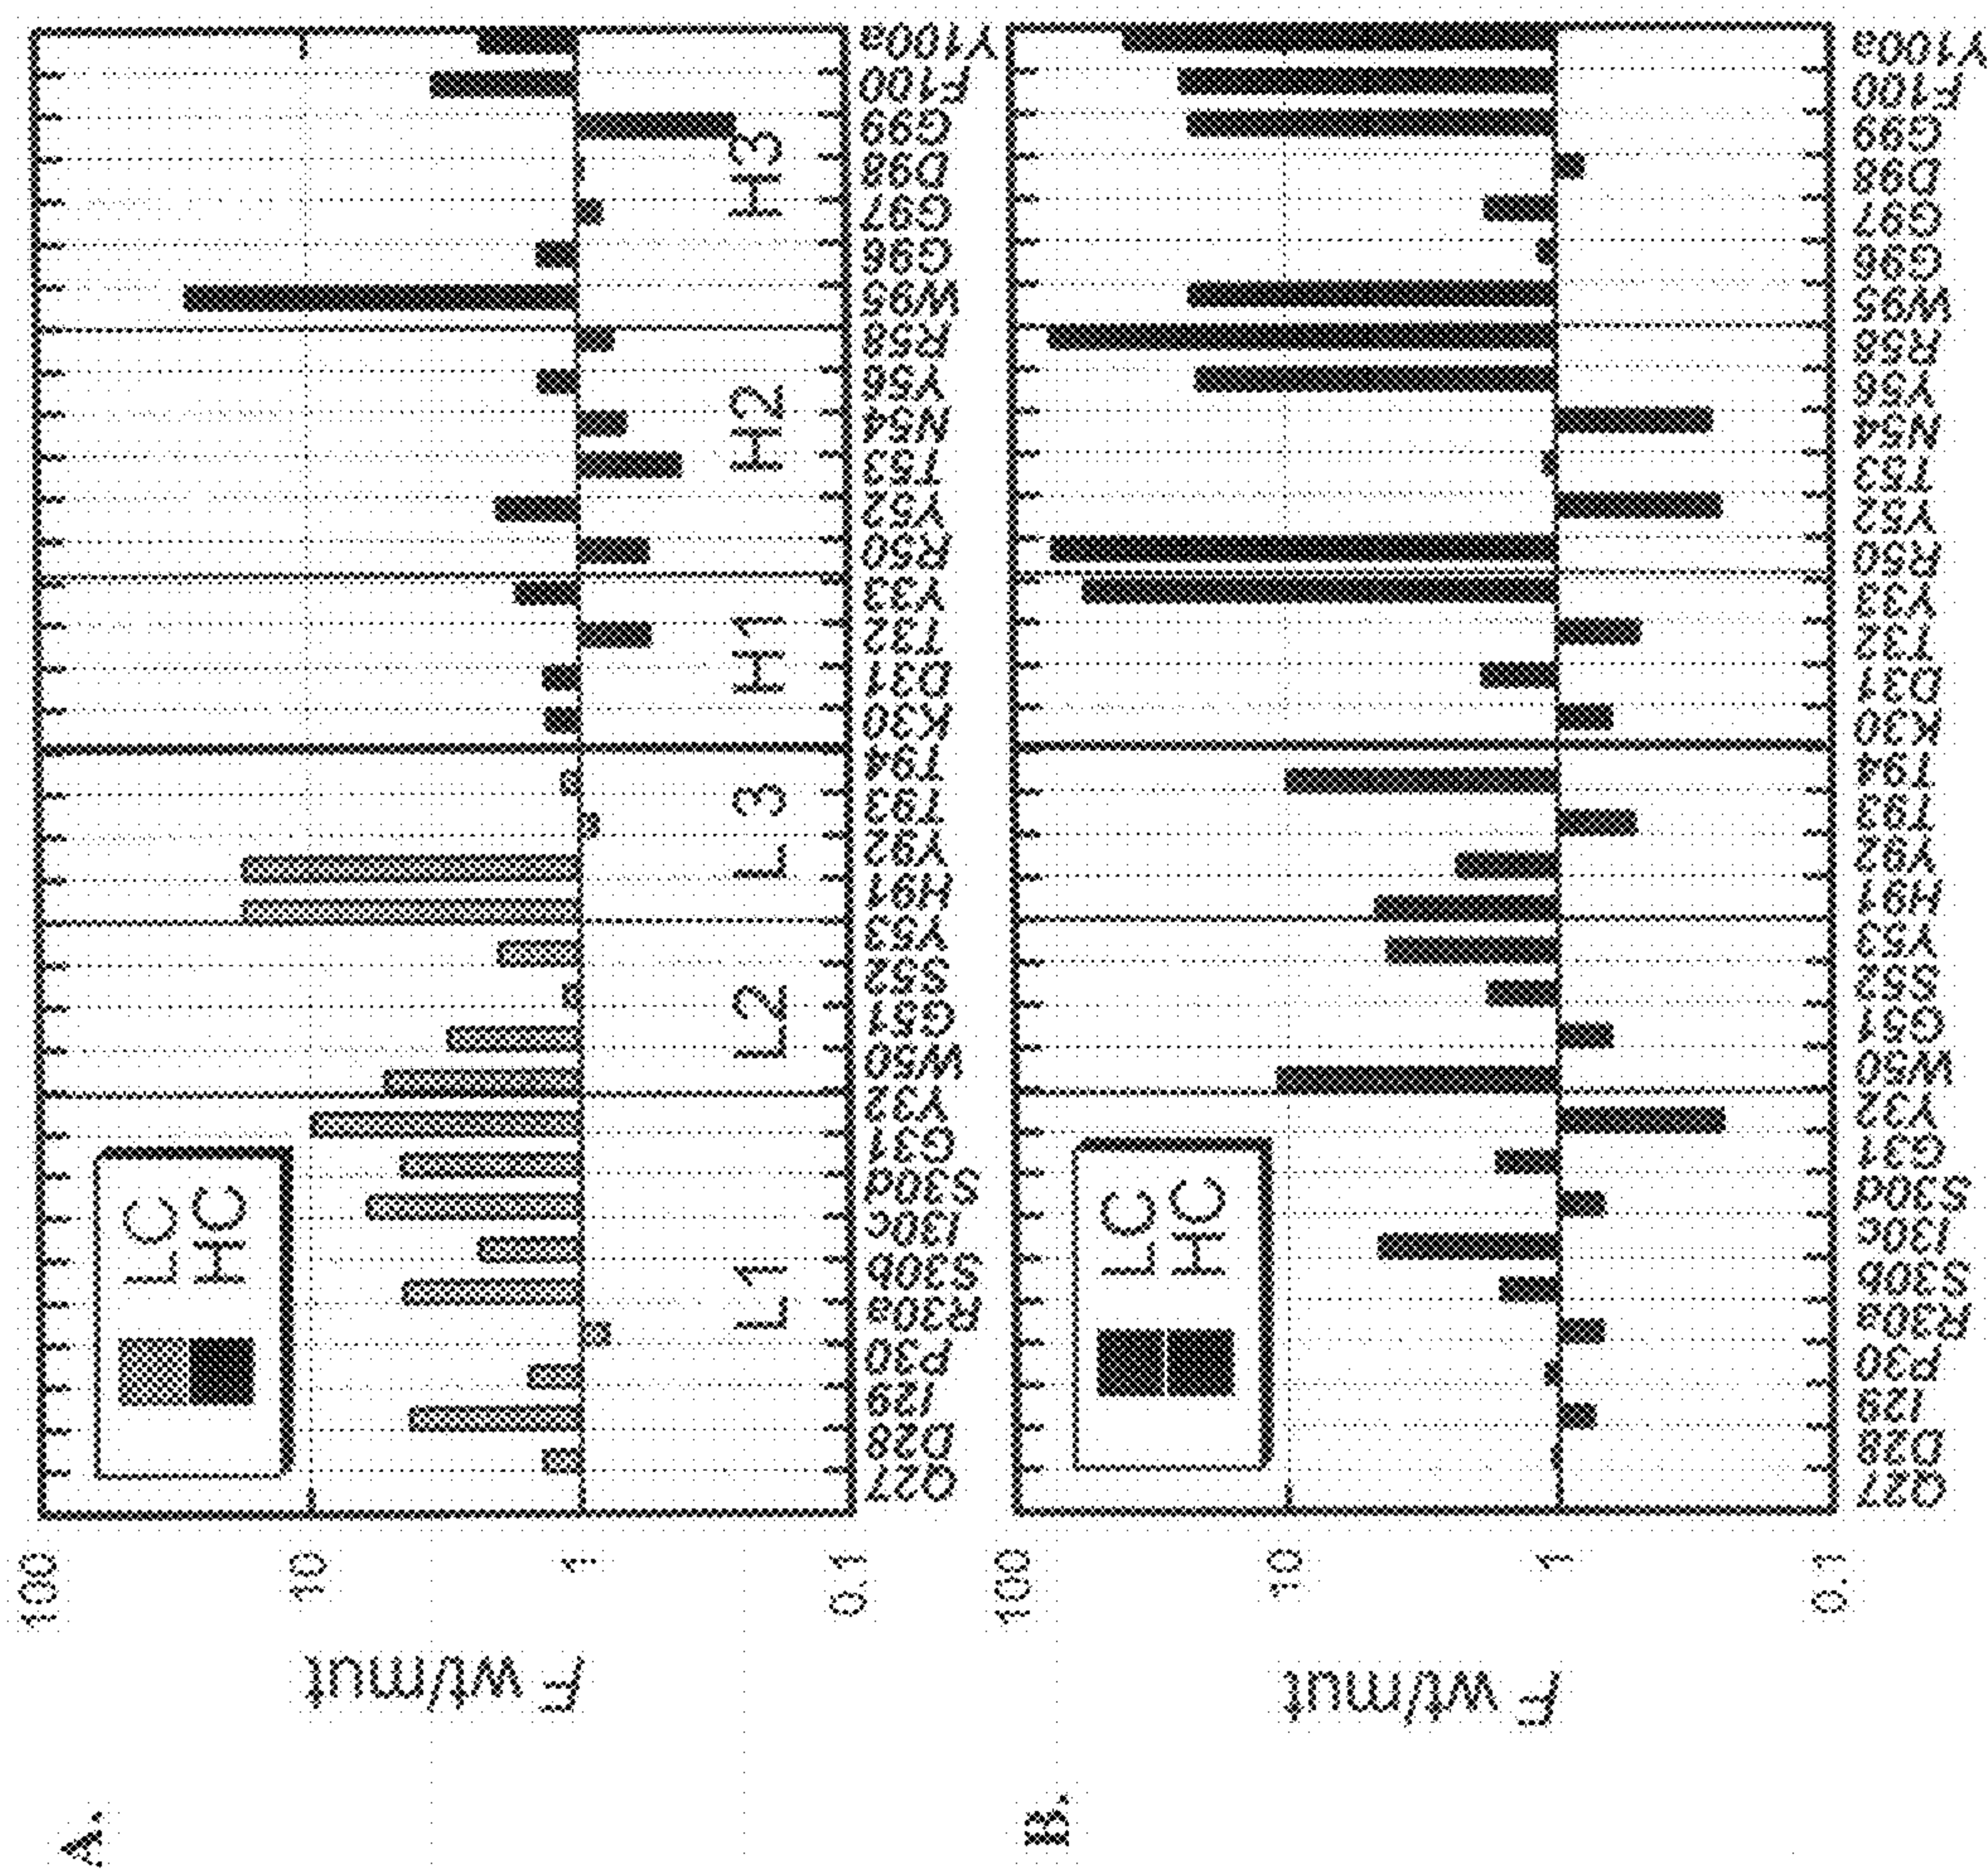 A.
F wt/mut
100
10
1
0.1
LC
HC
L1 L2 L3 H1 H2 H3
Q27 D28 I29 P30 R30a S30b I30c S30d G31 Y32 W50 G51 S52 Y53 H91 Y92 T93 T94 K30 D31 T32 Y33 R50 Y52 T53 N54 Y56 R58 W95 G96 G97 D98 G99 F100 Y100a
B.
F wt/mut
100
10
1
0.1
LC
HC
Q27 D28 I29 P30 R30a S30b I30c S30d G31 Y32 W50 G51 S52 Y53 H91 Y92 T93 T94 K30 D31 T32 Y33 R50 Y52 T53 N54 Y56 R58 W95 G96 G97 D98 G99 F100 Y100a